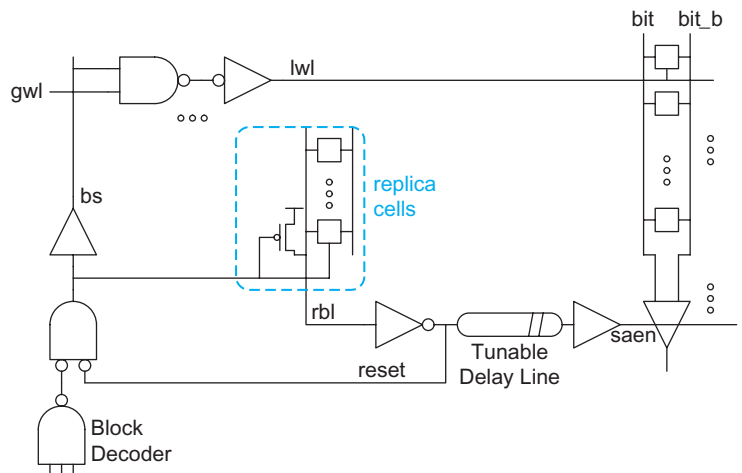 bit bit_b
lwl
gwl
replica
cells
bs
rbl
saen
Tunable
Delay Line
reset
Block
Decoder